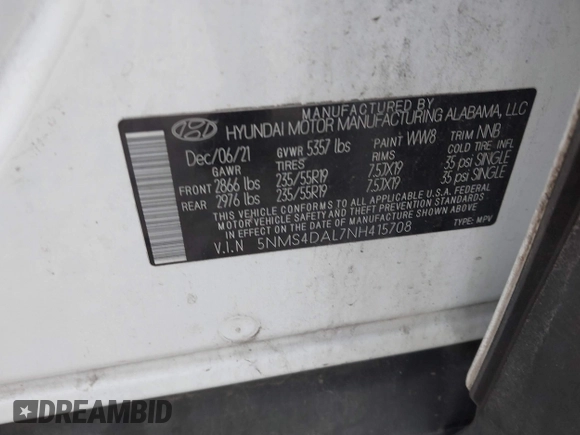 MANUFACTURED BY
HYUNDAI MOTOR MANUFACTURING ALABAMA, LLC
Dec/06/21 GVWR 5357 lbs PAINT WW8 TRIM NNB
GAWR TIRES RIMS COLD TIRE INFL
FRONT 2866 lbs 235/55R19 7.5JX19 35 psi SINGLE
REAR 2976 lbs 235/55R19 7.5JX19 35 psi SINGLE
THIS VEHICLE CONFORMS TO ALL APPLICABLE U.S.A. FEDERAL
MOTOR VEHICLE SAFETY, BUMPER AND THEFT PREVENTION STANDARDS
IN EFFECT ON THE DATE OF MANUFACTURE SHOWN ABOVE.
V.I.N 5NMS4DAL7NH415708 TYPE: MPV
DREAMBID